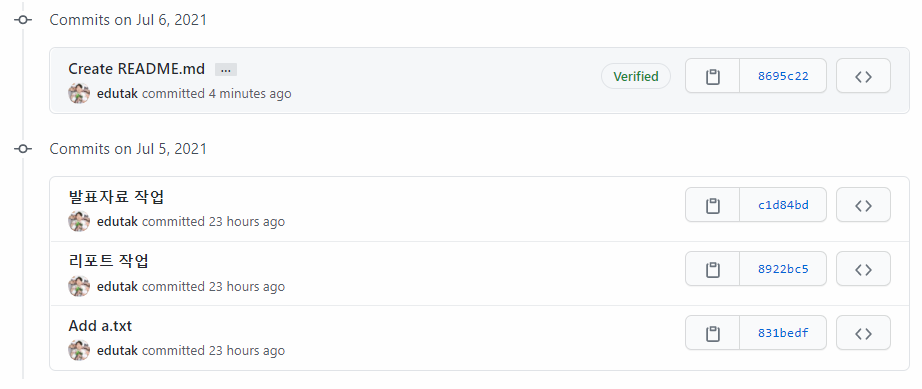 Commits on Jul 6, 2021
Create README.md ...
Verified
8695c22
edutak committed 4 minutes ago
Commits on Jul 5, 2021
발표자료 작업
c1d84bd
edutak committed 23 hours ago
리포트 작업
8922bc5
edutak committed 23 hours ago
Add a.txt
831bedf
edutak committed 23 hours ago